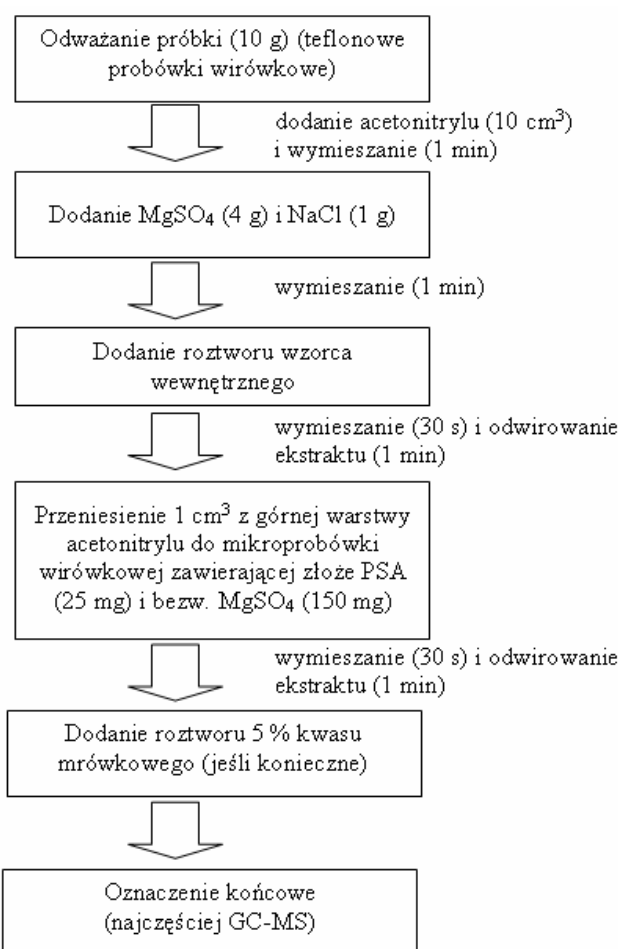 Odważanie próbki (10 g) (teflonowe
probówki wirówkowe)
dodanie acetonitrylu (10 cm³)
i wymieszanie (1 min)
Dodanie MgSO₄ (4 g) i NaCl (1 g)
wymieszanie (1 min)
Dodanie roztworu wzorca
wewnętrznego
wymieszanie (30 s) i odwirowanie
ekstraktu (1 min)
Przeniesienie 1 cm³ z górnej warstwy
acetonitrylu do mikroprobówki
wirówkowej zawierającej złoże PSA
(25 mg) i bezw. MgSO₄ (150 mg)
wymieszanie (30 s) i odwirowanie
ekstraktu (1 min)
Dodanie roztworu 5 % kwasu
mrówkowego (jeśli konieczne)
Oznaczenie końcowe
(najczęściej GC-MS)